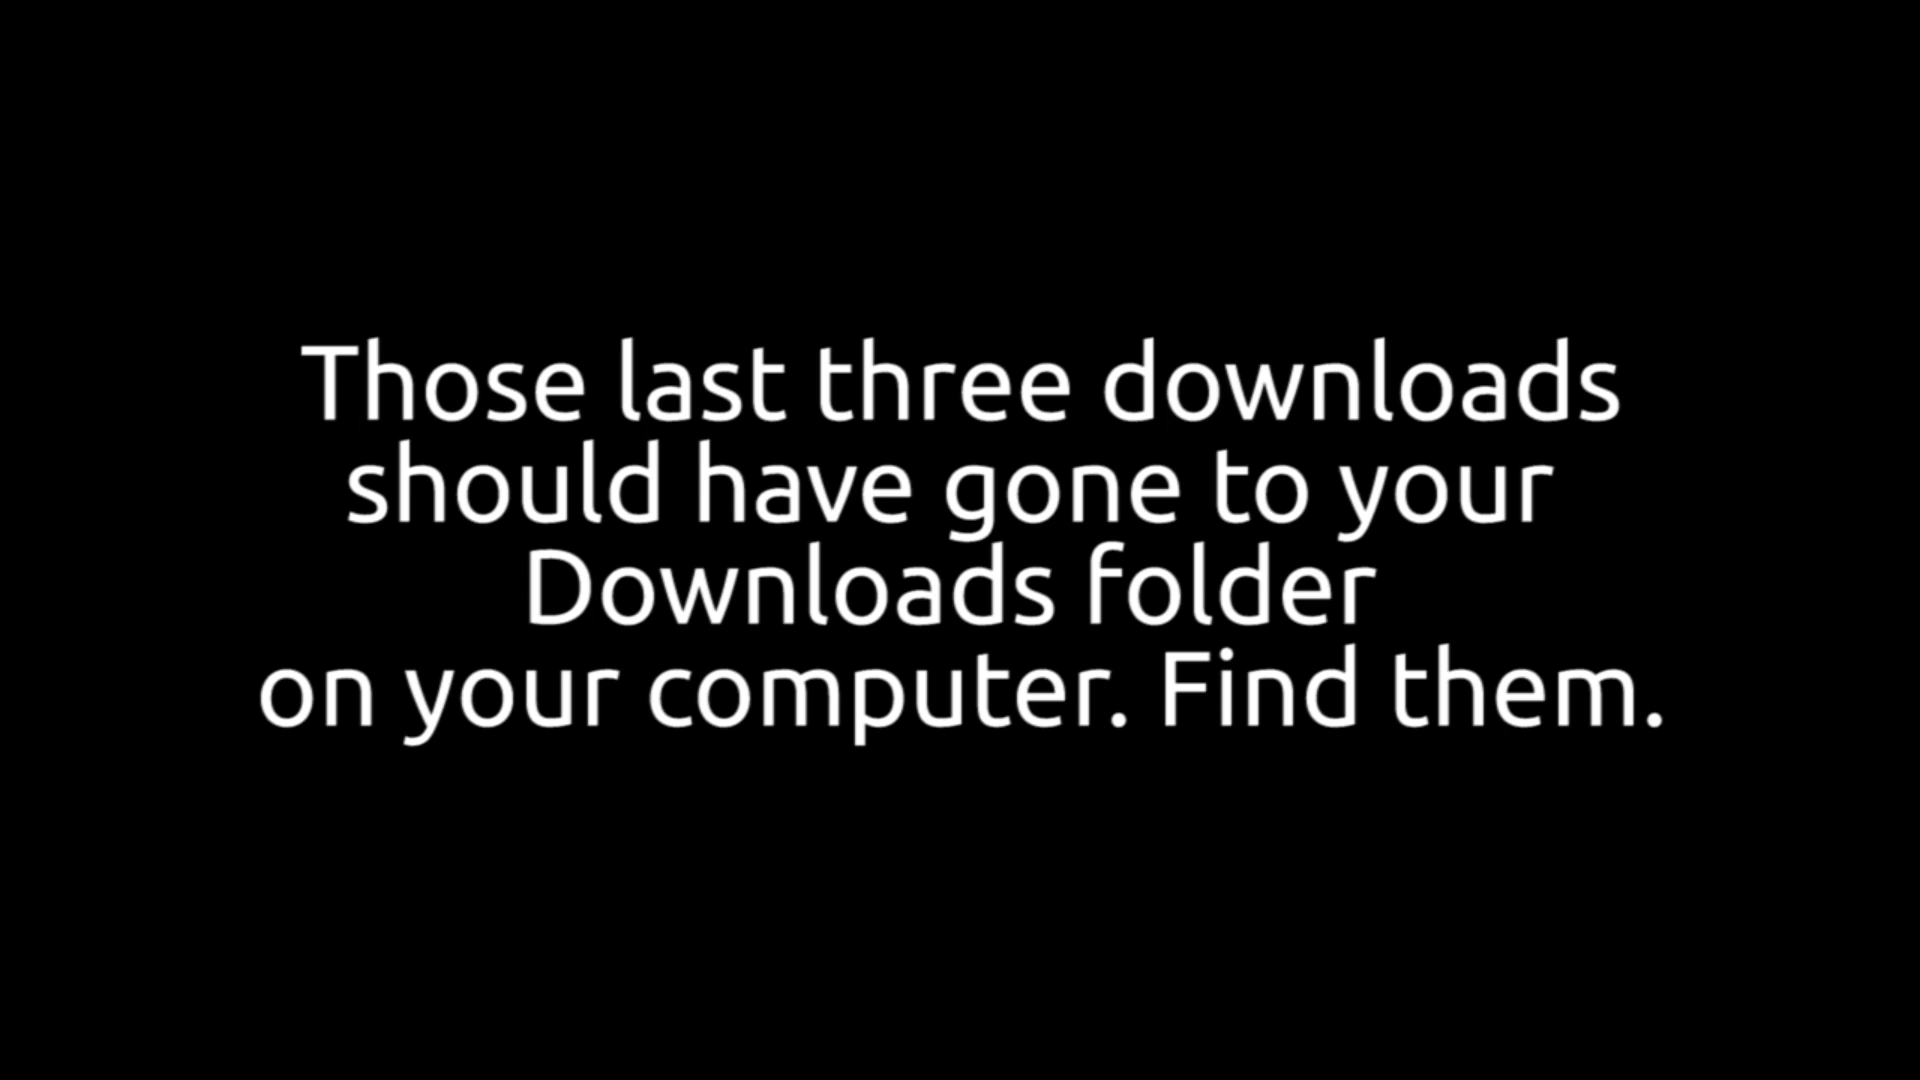 Those last three downloads
should have gone to your
Downloads folder
on your computer. Find them.